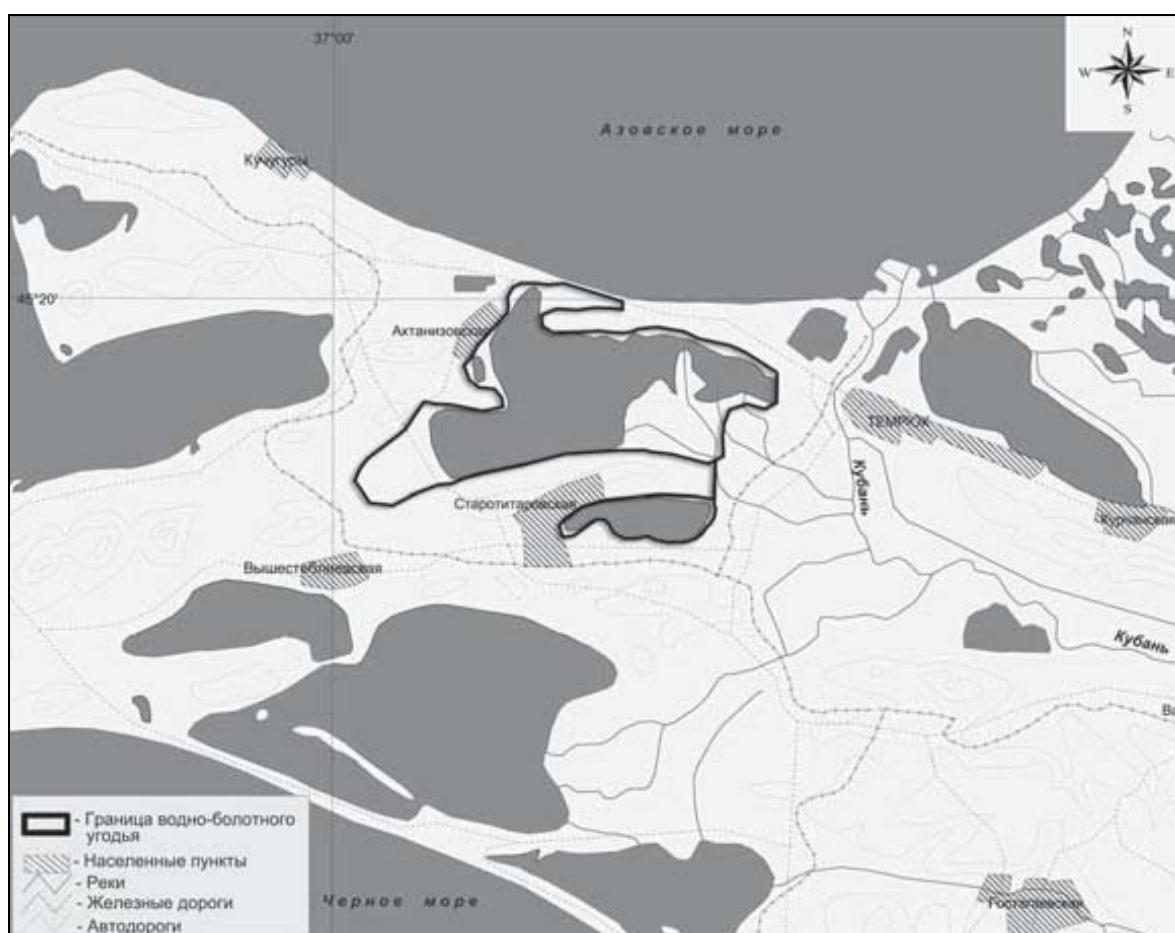 37°00'
N
W E
S
Азовское море
Кучугуры
45°20'
Ахтанизовская
ТЕМРЮК
Кубань
Старотитаровская
Курчанская
Вышестеблиевская
Кубань
Ва
- Граница водно-болотного
угодья
- Населенные пункты
- Реки
- Железные дороги
- Автодороги
Черное море
Гостагаевская